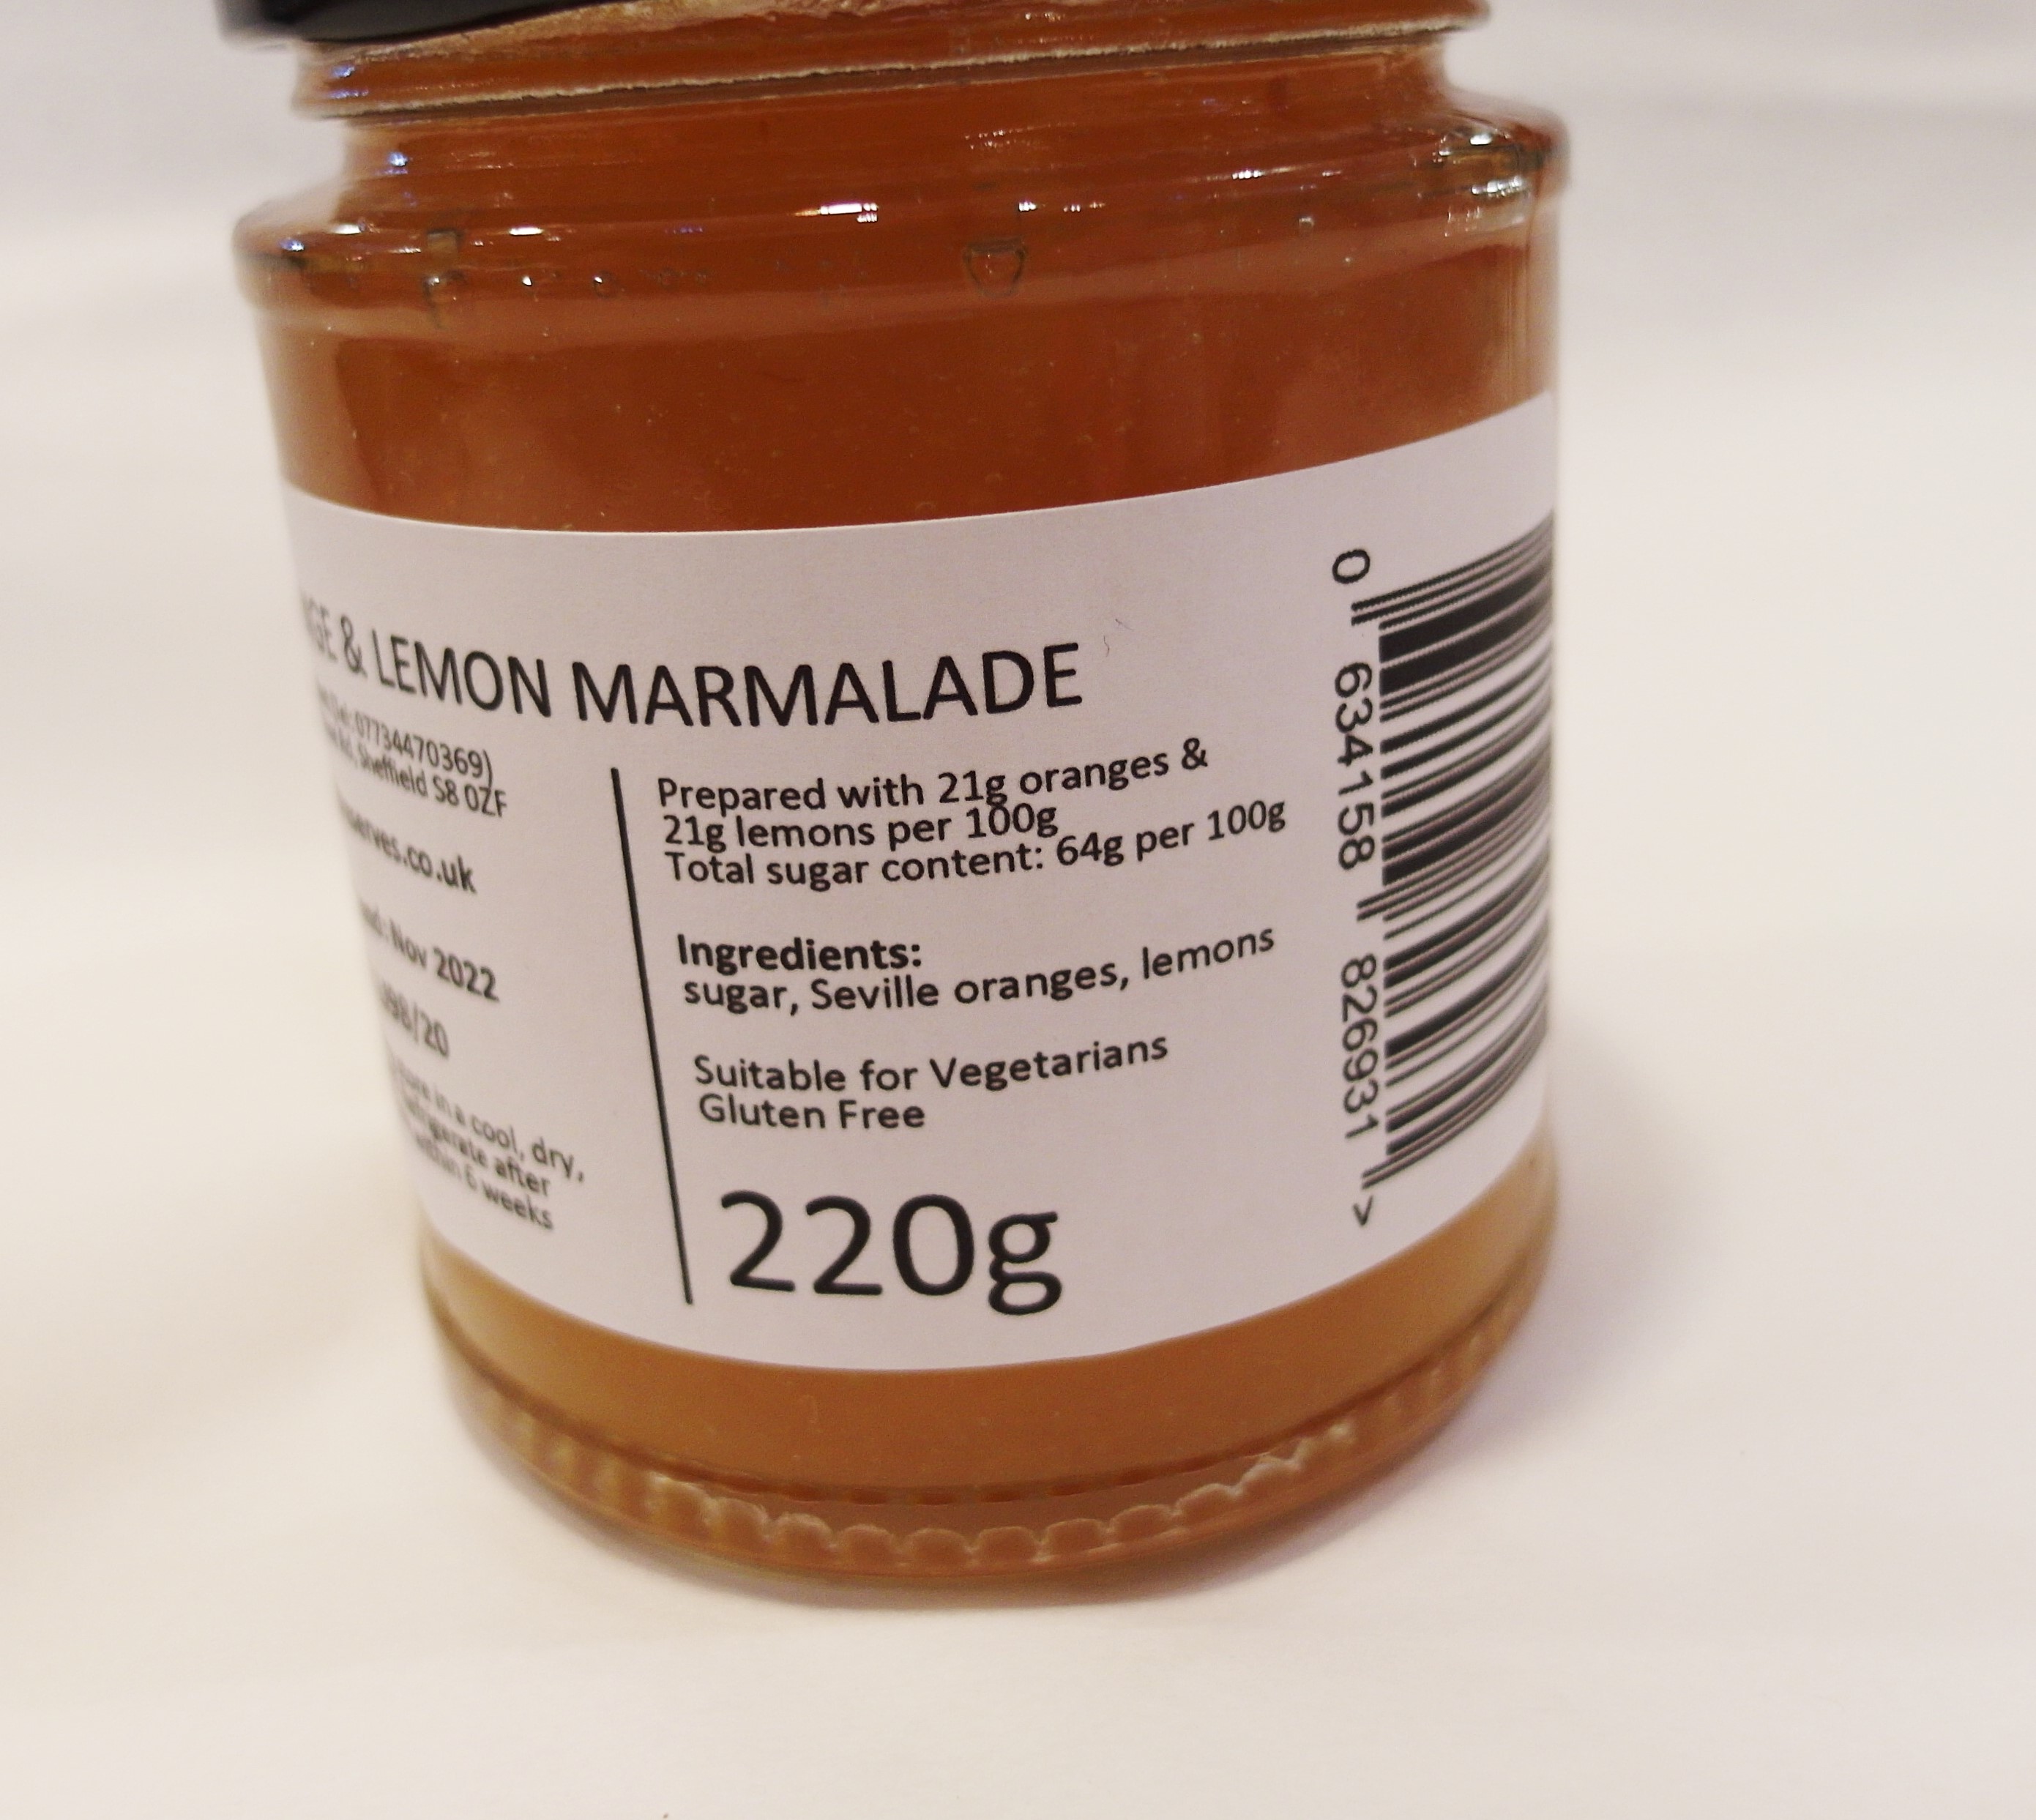 & LEMON MARMALADE
07734470369)
Sheffield S8 0ZF
.co.uk
Nov 2022
/20
in a cool, dry,
after
6 weeks
Prepared with 21g oranges &
21g lemons per 100g
Total sugar content: 64g per 100g
Ingredients:
sugar, Seville oranges, lemons
Suitable for Vegetarians
Gluten Free
220g
0 634158 826931 >